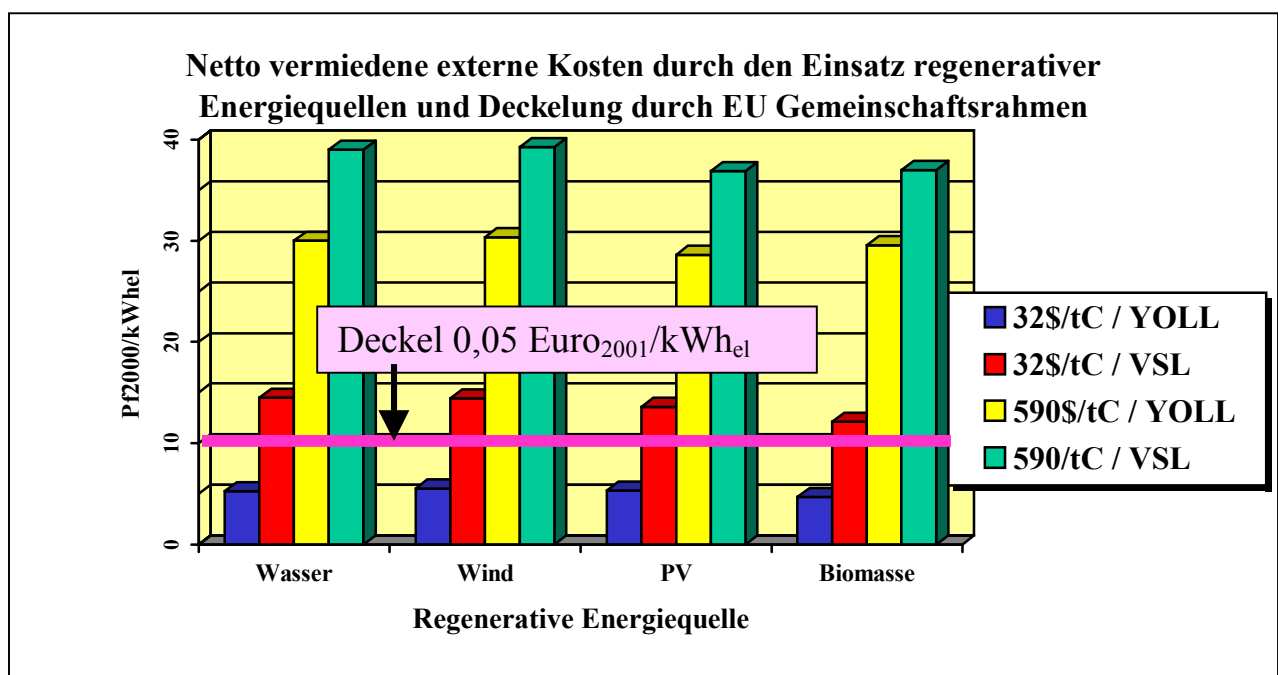 Netto vermiedene externe Kosten durch den Einsatz regenerativer
Energiequellen und Deckelung durch EU Gemeinschaftsrahmen
Pf2000/kWhel
40
30
20
10
0
Deckel 0,05 Euro2001/kWhel
32$/tC / YOLL
32$/tC / VSL
590$/tC / YOLL
590/tC / VSL
Wasser
Wind
PV
Biomasse
Regenerative Energiequelle